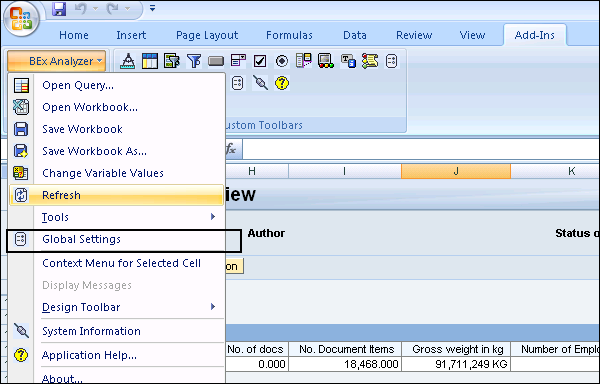 Home Insert Page Layout Formulas Data Review View Add-Ins
BEx Analyzer
Open Query...
Open Workbook...
Save Workbook
Save Workbook As...
Change Variable Values
Refresh
Tools
Global Settings
Context Menu for Selected Cell
Display Messages
Design Toolbar
System Information
Application Help...
About...
ustom Toolbars
fx
H I J K
iew
Author Status o
on
No. of docs No. Document Items Gross weight in kg Number of Emplo
0.000 18,468.000 91,711,249 KG